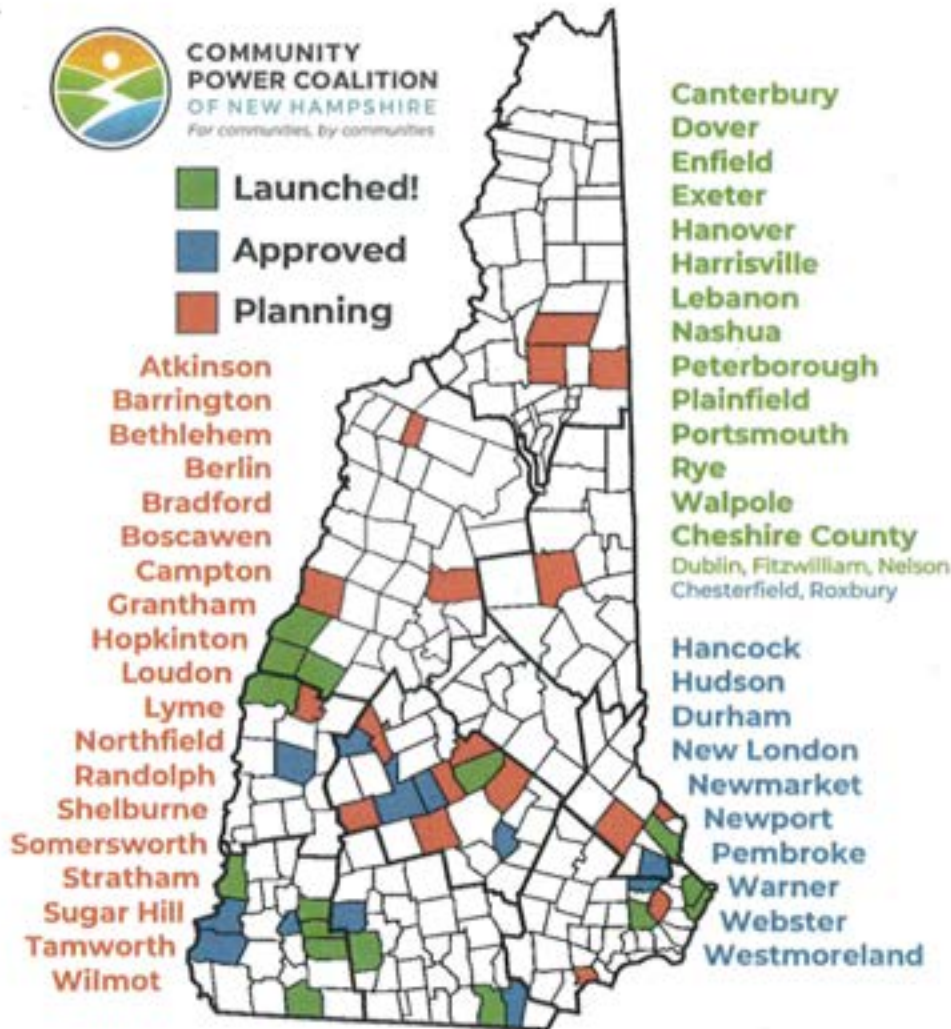 COMMUNITY
POWER COALITION
OF NEW HAMPSHIRE
For communities, by communities
Launched!
Approved
Planning
Atkinson
Barrington
Bethlehem
Berlin
Bradford
Boscawen
Campton
Grantham
Hopkinton
Loudon
Lyme
Northfield
Randolph
Shelburne
Somersworth
Stratham
Sugar Hill
Tamworth
Wilmot
Canterbury
Dover
Enfield
Exeter
Hanover
Harrisville
Lebanon
Nashua
Peterborough
Plainfield
Portsmouth
Rye
Walpole
Cheshire County
Dublin, Fitzwilliam, Nelson
Chesterfield, Roxbury
Hancock
Hudson
Durham
New London
Newmarket
Newport
Pembroke
Warner
Webster
Westmoreland